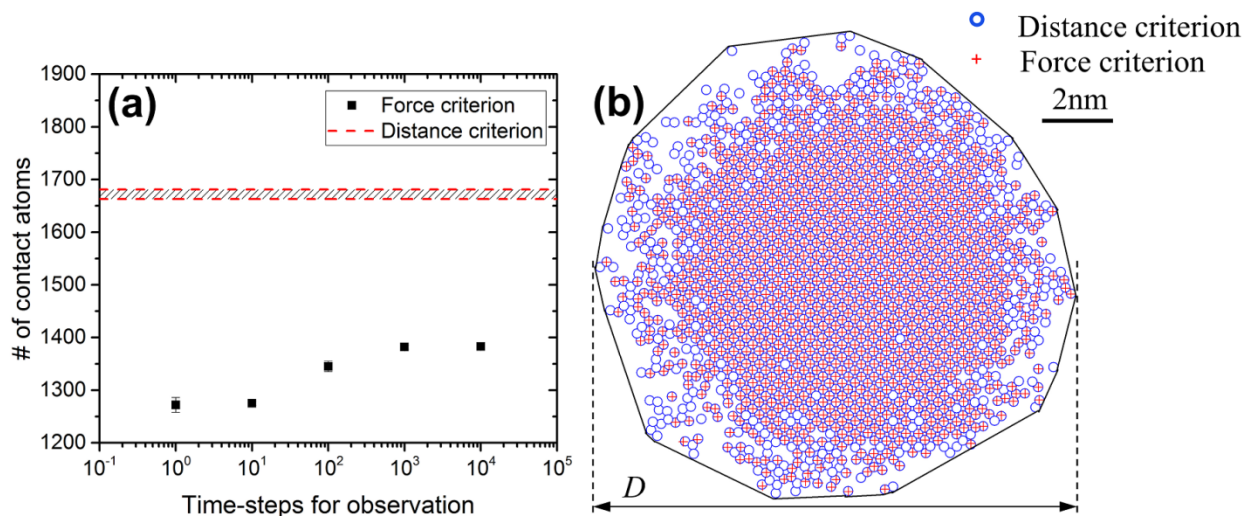 (a)
# of contact atoms
1900
1800
1700
1600
1500
1400
1300
1200
Force criterion
Distance criterion
10-1 100 101 102 103 104 105
Time-steps for observation
(b)
Distance criterion
Force criterion
2nm
D